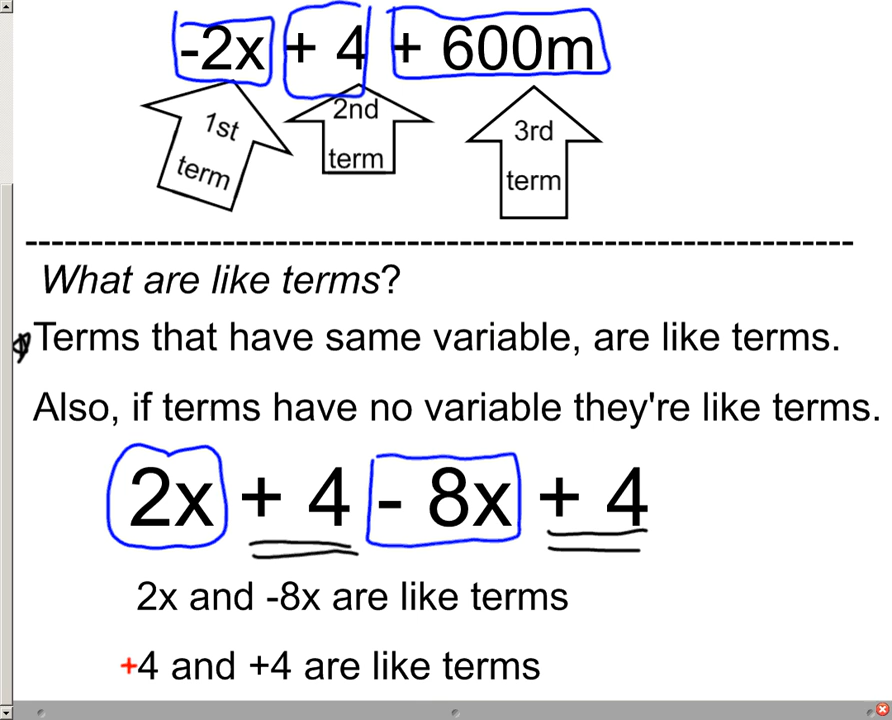 -2x + 4 + 600m
1st term
2nd term
3rd term
What are like terms?
Terms that have same variable, are like terms.
Also, if terms have no variable they're like terms.
2x + 4 - 8x + 4
2x and -8x are like terms
+4 and +4 are like terms